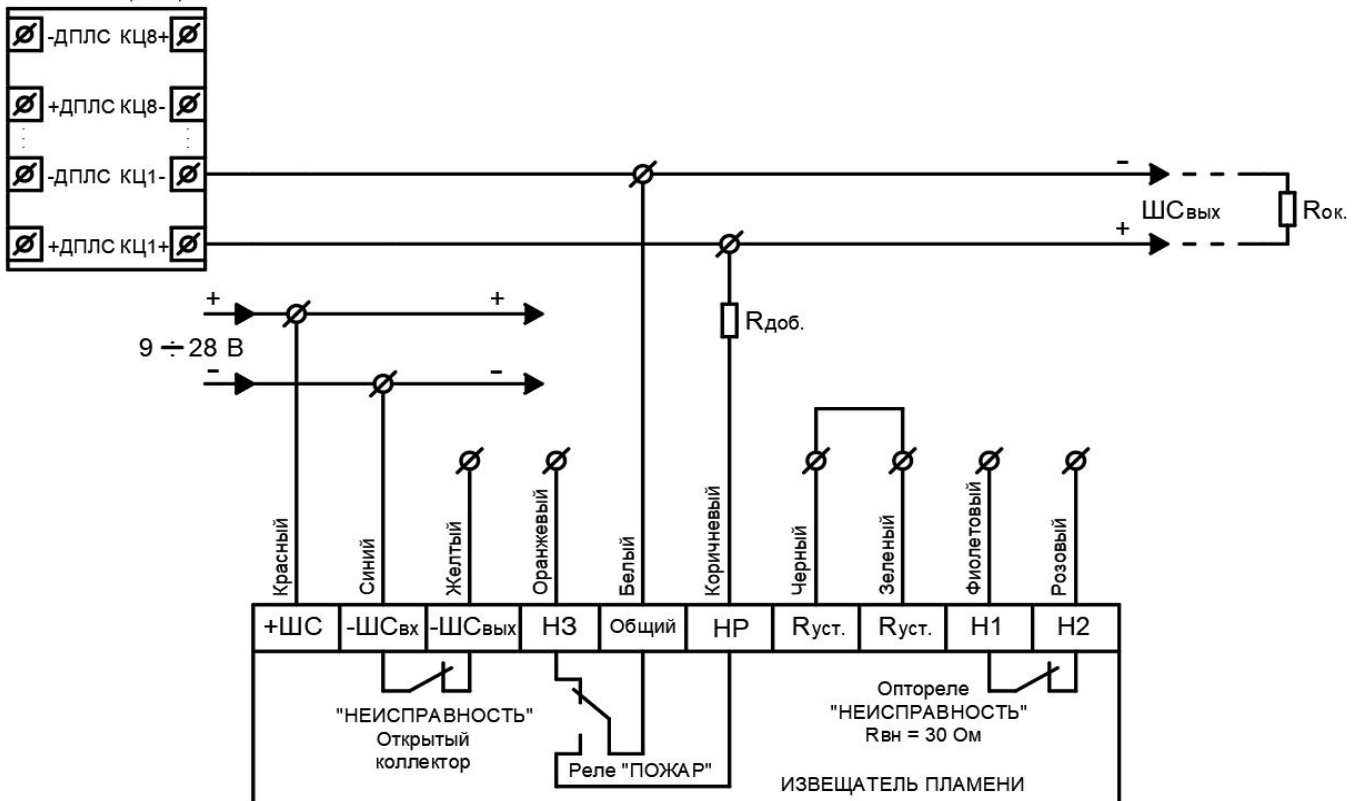 -ДПЛС КЦ8+
+ДПЛС КЦ8-
-ДПЛС КЦ1-
+ДПЛС КЦ1+
-
ШСвых
+
Rок.
+ +
9 ÷ 28 В
- -
Rдоб.
Красный
Синий
Желтый
Оранжевый
Белый
Коричневый
Черный
Зеленый
Фиолетовый
Розовый
+ШС -ШСвх -ШСвых НЗ Общий НР Rуст. Rуст. Н1 Н2
"НЕИСПРАВНОСТЬ"
Открытый
коллектор
Реле "ПОЖАР"
Оптореле
"НЕИСПРАВНОСТЬ"
Rвн = 30 Ом
ИЗВЕЩАТЕЛЬ ПЛАМЕНИ